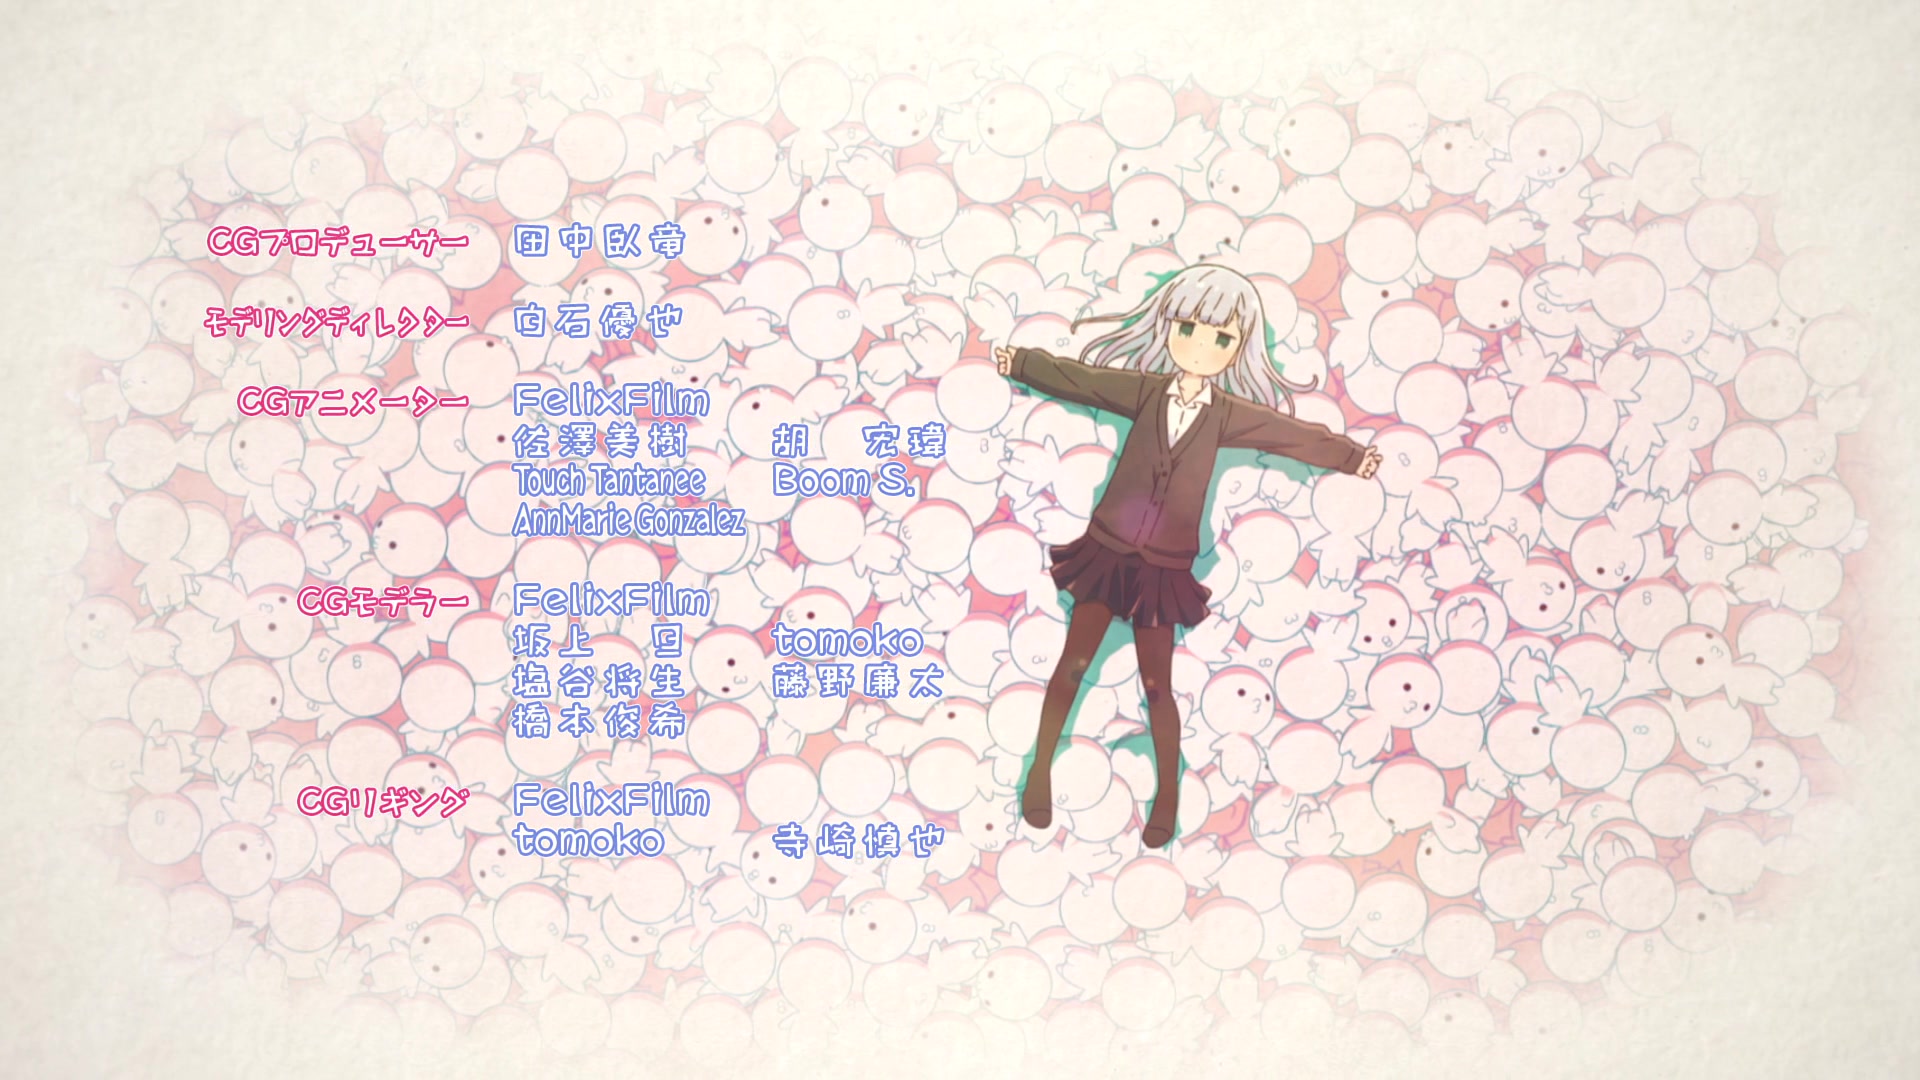 CGプロデューサー 田中臥竜
モデリングディレクター 白石優也
CGアニメーター FelixFilm
佐澤美樹 胡 宏瑋
Touch Tantanee Boom S.
AnnMarie Gonzalez
CGモデラー FelixFilm
坂上 旦 tomoko
塩谷将生 藤野廉太
橋本俊希
CGリギング FelixFilm
tomoko 寺崎慎也